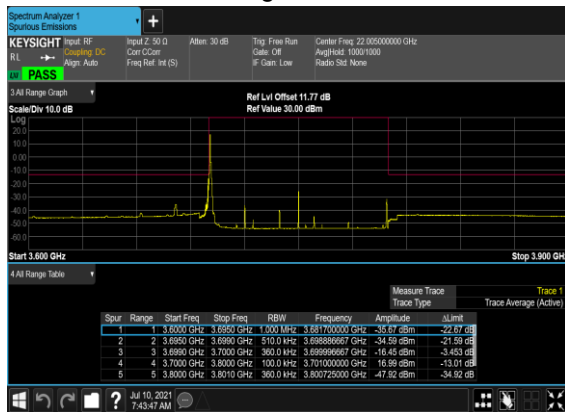 Spectrum Analyzer 1
Spurious Emissions
KEYSIGHT Input: RF Input Z: 50 Ω Atten: 30 dB Trig: Free Run Center Freq: 22.005000000 GHz
Coupling: DC Corr CCorr Gate: Off Avg|Hold: 1000/1000
RL Align: Auto Freq Ref: Int (S) IF Gain: Low Radio Std: None
PASS
3 All Range Graph
Ref Lvl Offset 11.77 dB
Scale/Div 10.0 dB Ref Value 30.00 dBm
Log
20.0
10.0
0.00
-10.0
-20.0
-30.0
-40.0
-50.0
-60.0
Start 3.600 GHz Stop 3.900 GH
4 All Range Table
Measure Trace Trace 1
Trace Type Trace Average (Active)
Spur Range Start Freq Stop Freq RBW Frequency Amplitude ΔLimit
1 1 3.6000 GHz 3.6950 GHz 1.000 MHz 3.681700000 GHz -35.67 dBm -22.67 dB
2 2 3.6950 GHz 3.6990 GHz 510.0 kHz 3.698886667 GHz -34.59 dBm -21.59 dB
3 3 3.6990 GHz 3.7000 GHz 360.0 kHz 3.699996667 GHz -16.45 dBm -3.453 dB
4 4 3.7000 GHz 3.8000 GHz 100.0 kHz 3.701000000 GHz 16.99 dBm -13.01 dB
5 5 3.8000 GHz 3.8010 GHz 360.0 kHz 3.800725000 GHz -47.92 dBm -34.92 dB
Jul 10, 2021
7:43:47 AM